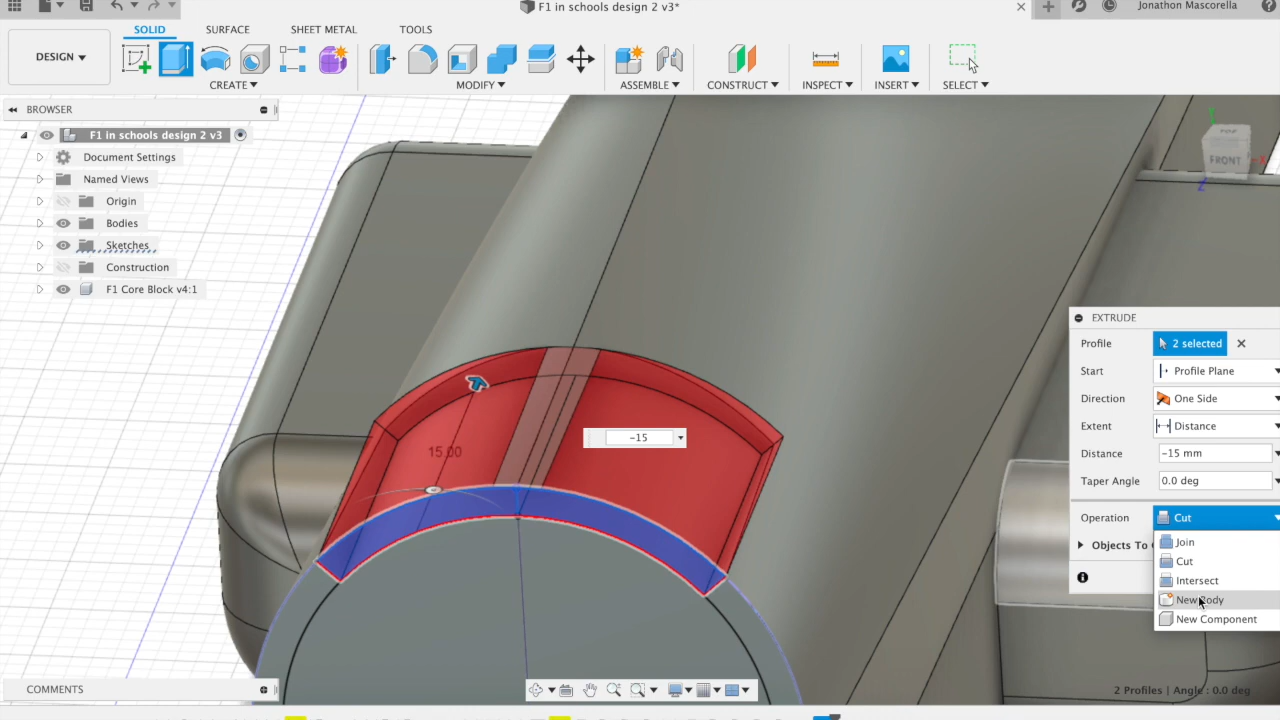 F1 in schools design 2 v3*
Jonathon Mascorella
SOLID SURFACE SHEET METAL TOOLS
DESIGN
CREATE MODIFY ASSEMBLE CONSTRUCT INSPECT INSERT SELECT
BROWSER
F1 in schools design 2 v3
Document Settings
Named Views
Origin
Bodies
Sketches
Construction
F1 Core Block v4:1
FRONT
Y
X
Z
-15
15.00
EXTRUDE
Profile 2 selected
Start Profile Plane
Direction One Side
Extent Distance
Distance -15 mm
Taper Angle 0.0 deg
Operation Cut
Objects To
Join
Cut
Intersect
New Body
New Component
COMMENTS
2 Profiles | Angle : 0.0 deg